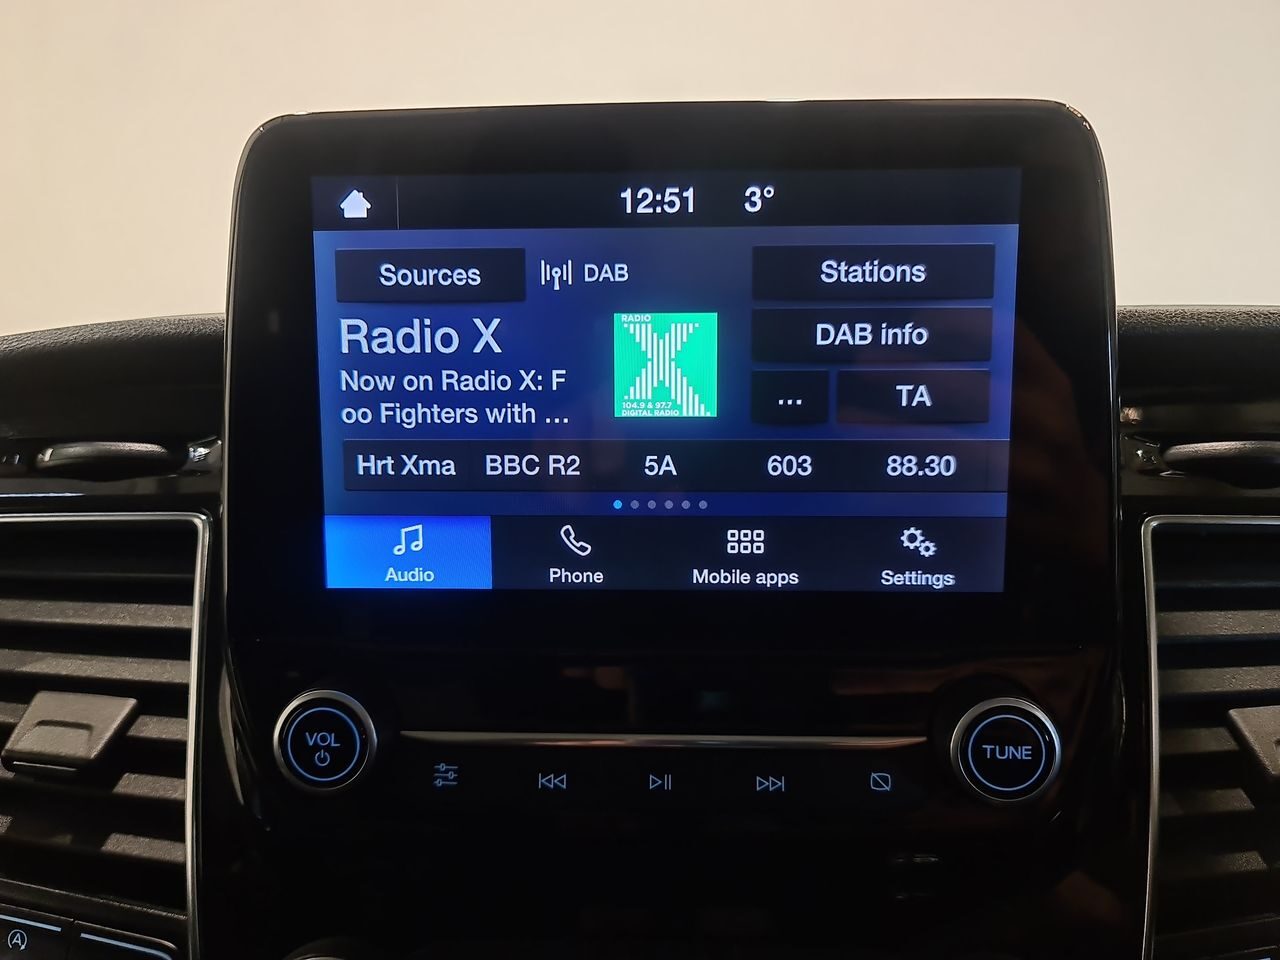 12:51 3°
Sources DAB Stations
Radio X
RADIO
X
104.9 & 97.7
DIGITAL RADIO
DAB info
Now on Radio X: F
oo Fighters with ...
... TA
Hrt Xma BBC R2 5A 603 88.30
Audio Phone Mobile apps Settings
VOL
TUNE
A